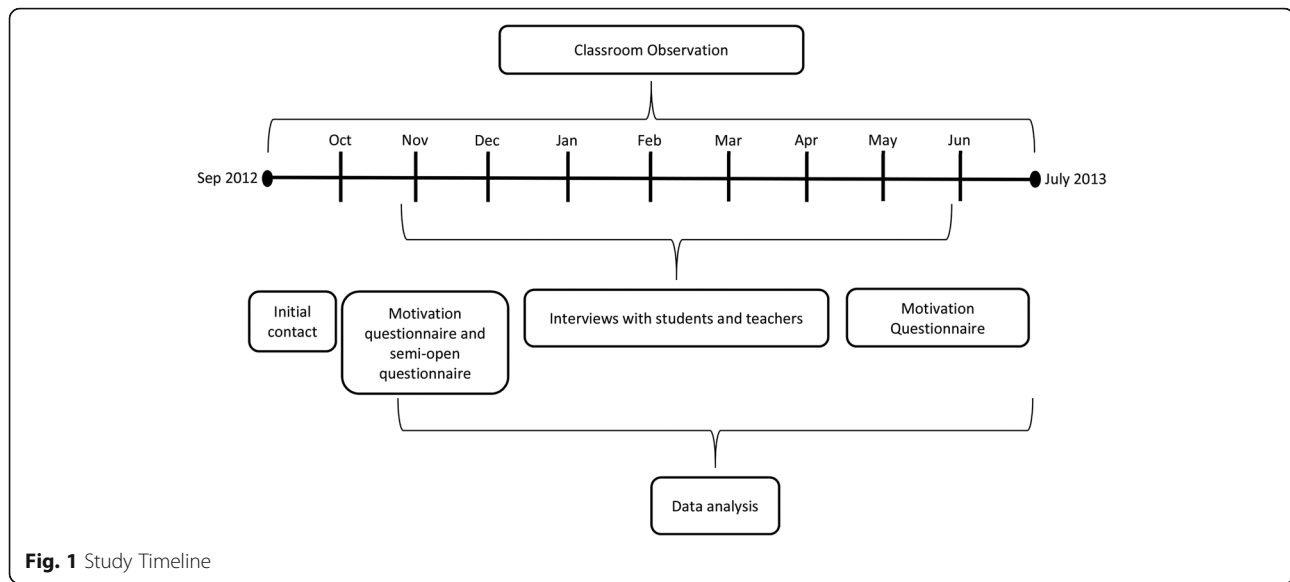 Classroom Observation
Oct Nov Dec Jan Feb Mar Apr May Jun
Sep 2012 July 2013
Initial
contact
Motivation
questionnaire and
semi-open
questionnaire
Interviews with students and teachers
Motivation
Questionnaire
Data analysis
Fig. 1 Study Timeline